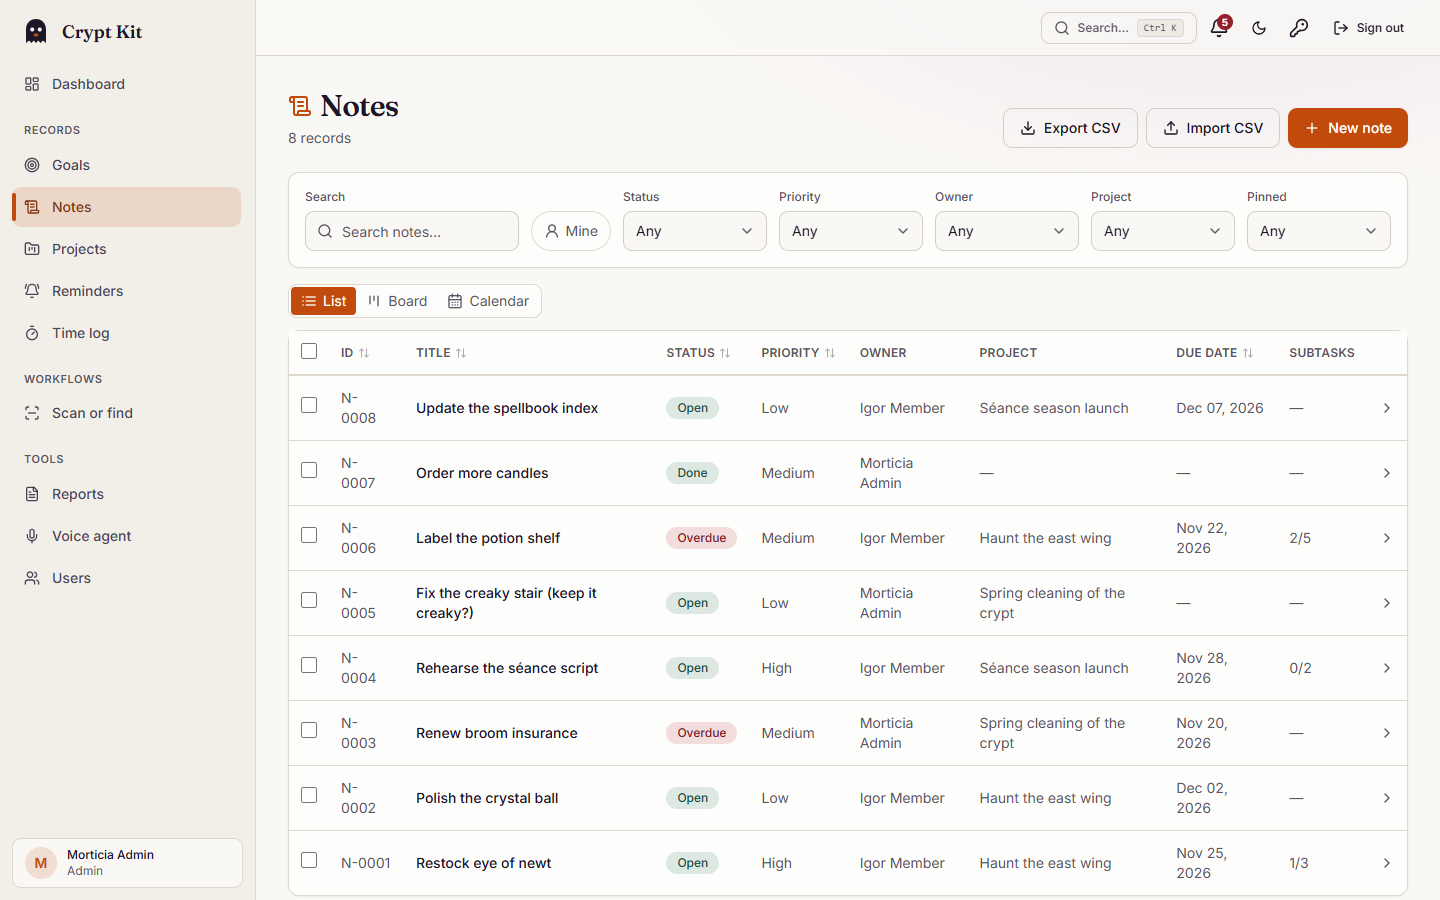 Crypt Kit
Search... Ctrl K
5
Sign out
Dashboard
RECORDS
Goals
Notes
Projects
Reminders
Time log
WORKFLOWS
Scan or find
TOOLS
Reports
Voice agent
Users
M
Morticia Admin
Admin
Notes
8 records
Export CSV
Import CSV
New note
Search
Status
Priority
Owner
Project
Pinned
Search notes...
Mine
Any
Any
Any
Any
Any
List
Board
Calendar
ID TITLE STATUS PRIORITY OWNER PROJECT DUE DATE SUBTASKS
N-
0008
Update the spellbook index
Open
Low
Igor Member
Séance season launch
Dec 07, 2026
—
N-
0007
Order more candles
Done
Medium
Morticia
Admin
—
—
—
N-
0006
Label the potion shelf
Overdue
Medium
Igor Member
Haunt the east wing
Nov 22,
2026
2/5
N-
0005
Fix the creaky stair (keep it
creaky?)
Open
Low
Morticia
Admin
Spring cleaning of the
crypt
—
—
N-
0004
Rehearse the séance script
Open
High
Igor Member
Séance season launch
Nov 28,
2026
0/2
N-
0003
Renew broom insurance
Overdue
Medium
Morticia
Admin
Spring cleaning of the
crypt
Nov 20,
2026
—
N-
0002
Polish the crystal ball
Open
Low
Igor Member
Haunt the east wing
Dec 02,
2026
—
N-0001
Restock eye of newt
Open
High
Igor Member
Haunt the east wing
Nov 25,
2026
1/3